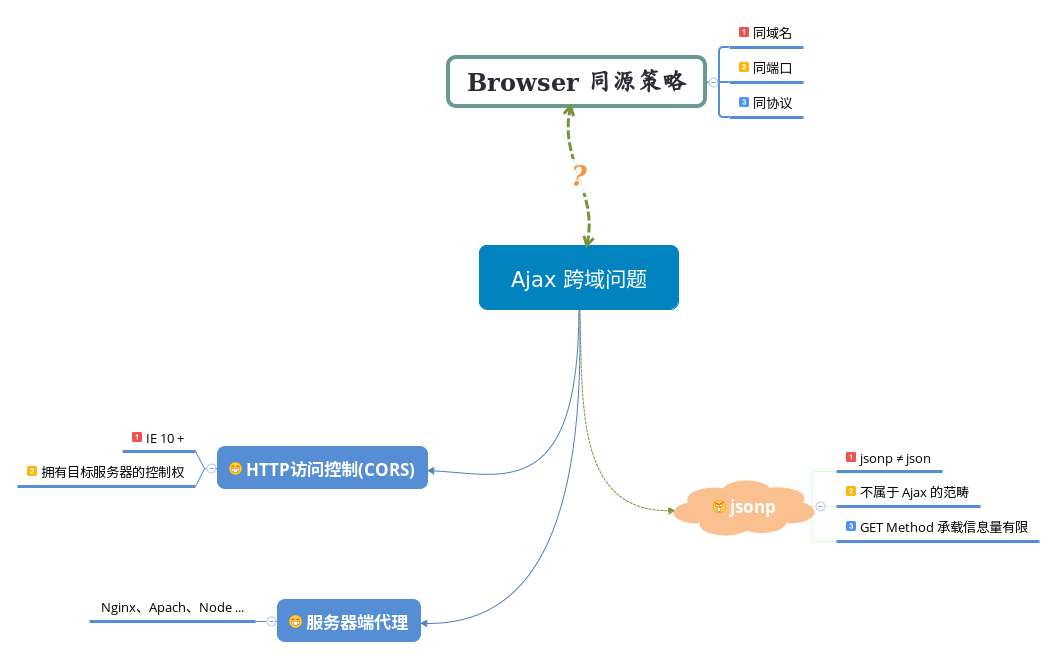 Browser 同源策略
1 同域名
2 同端口
3 同协议
?
Ajax 跨域问题
HTTP访问控制(CORS)
1 IE 10 +
2 拥有目标服务器的控制权
jsonp
1 jsonp ≠ json
2 不属于 Ajax 的范畴
3 GET Method 承载信息量有限
服务器端代理
Nginx、Apach、Node ...